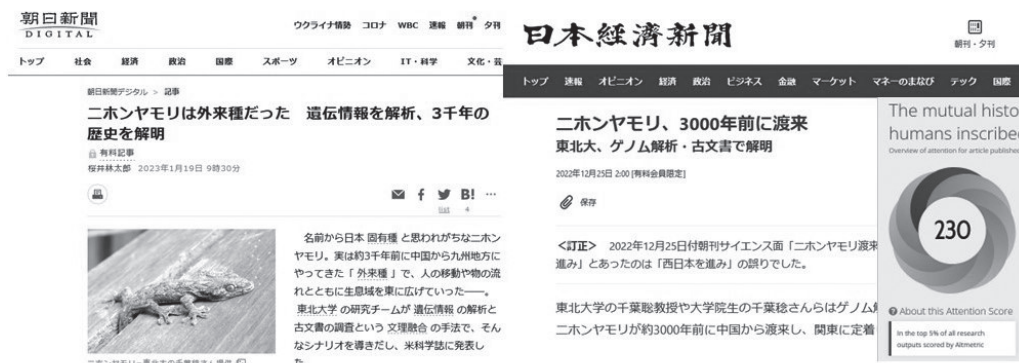 朝日新聞
DIGITAL
ウクライナ情勢 コロナ WBC 速報 朝刊 夕刊
トップ 社会 経済 政治 国際 スポーツ オピニオン IT・科学 文化・芸
朝日新聞デジタル > 記事
ニホンヤモリは外来種だった 遺伝情報を解析、3千年の
歴史を解明
有料記事
桜井林太郎 2023年1月19日 9時30分
B! …
list 4
名前から日本 固有種 と思われがちなニホン
ヤモリ。実は約3千年前に中国から九州地方に
やってきた「 外来種 」で、人の移動や物の流
れとともに生息域を東に広げていった――。
東北大学 の研究チームが 遺伝情報 の解析と
古文書の調査という 文理融合 の手法で、そん
なシナリオを導きだし、米科学誌に発表し
日本経済新聞
朝刊・夕刊
トップ 速報 オピニオン 経済 政治 ビジネス 金融 マーケット マネーのまなび テック 国際
ニホンヤモリ、3000年前に渡来
東北大、ゲノム解析・古文書で解明
2022年12月25日 2:00 [有料会員限定]
保存
<訂正> 2022年12月25日付朝刊サイエンス面「ニホンヤモリ渡来
進み」とあったのは「西日本を進み」の誤りでした。
東北大学の千葉聡教授や大学院生の千葉稔さんらはゲノム
ニホンヤモリが約3000年前に中国から渡来し、関東に定着
The mutual histo
humans inscribe
Overview of attention for article publishe
230
About this Attention Score
In the top 5% of all research
outputs scored by Altmetric